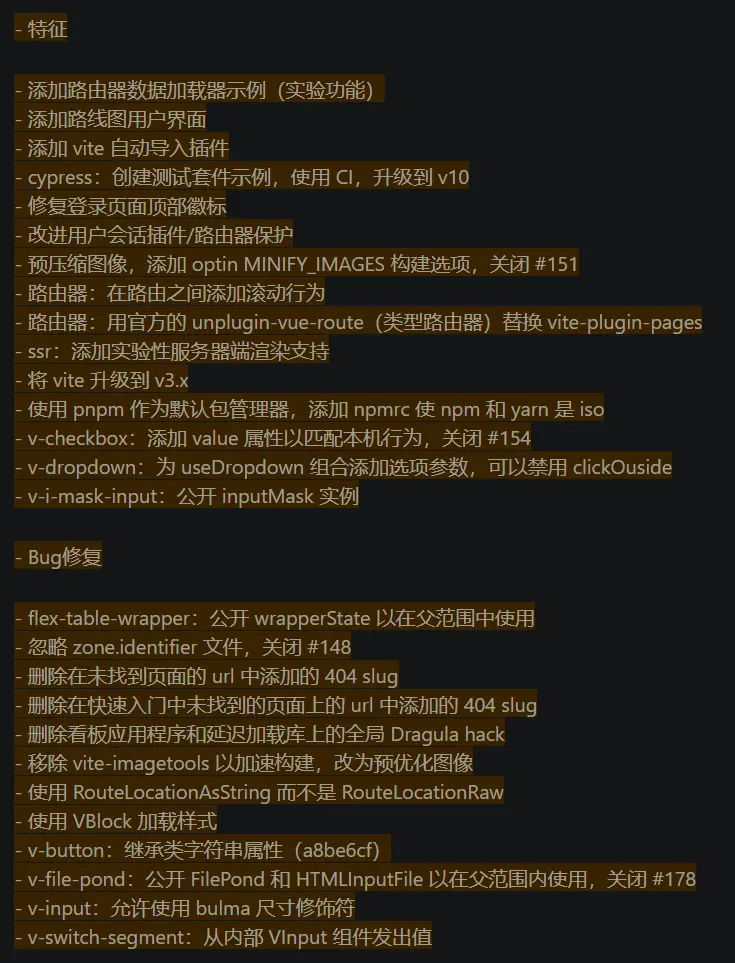 - 特征
- 添加路由器数据加载器示例（实验功能）
- 添加路线图用户界面
- 添加 vite 自动导入插件
- cypress：创建测试套件示例，使用 CI，升级到 v10
- 修复登录页面顶部徽标
- 改进用户会话插件/路由器保护
- 预压缩图像，添加 optin MINIFY_IMAGES 构建选项，关闭 #151
- 路由器：在路由之间添加滚动行为
- 路由器：用官方的 unplugin-vue-route（类型路由器）替换 vite-plugin-pages
- ssr：添加实验性服务器端渲染支持
- 将 vite 升级到 v3.x
- 使用 pnpm 作为默认包管理器，添加 npmrc 使 npm 和 yarn 是 iso
- v-checkbox：添加 value 属性以匹配本机行为，关闭 #154
- v-dropdown：为 useDropdown 组合添加选项参数，可以禁用 clickOuside
- v-i-mask-input：公开 inputMask 实例
- Bug修复
- flex-table-wrapper：公开 wrapperState 以在父范围中使用
- 忽略 zone.identifier 文件，关闭 #148
- 删除在未找到页面的 url 中添加的 404 slug
- 删除在快速入门中未找到的页面上的 url 中添加的 404 slug
- 删除看板应用程序和延迟加载库上的全局 Dragula hack
- 移除 vite-imagetools 以加速构建，改为预优化图像
- 使用 RouteLocationAsString 而不是 RouteLocationRaw
- 使用 VBlock 加载样式
- v-button：继承类字符串属性（a8be6cf）
- v-file-pond：公开 FilePond 和 HTMLInputFile 以在父范围内使用，关闭 #178
- v-input：允许使用 bulma 尺寸修饰符
- v-switch-segment：从内部 VInput 组件发出值